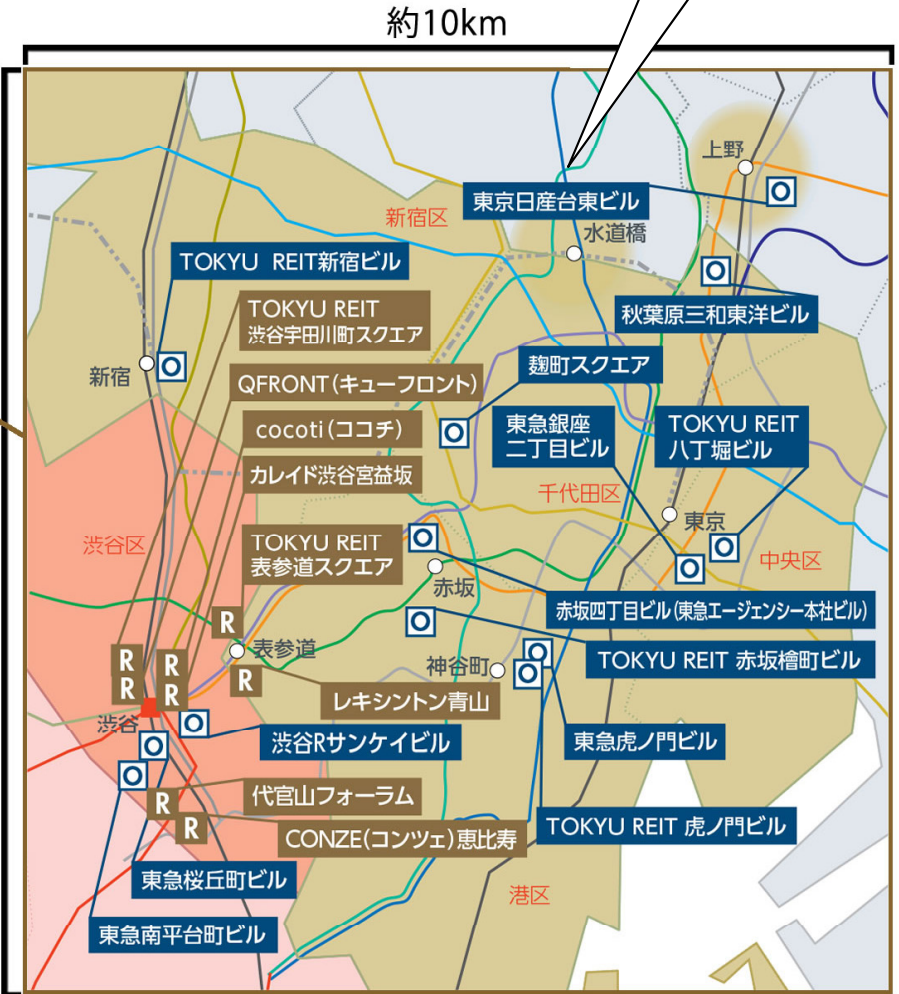 約10km
上野
東京日産台東ビル
新宿区
水道橋
TOKYU REIT新宿ビル
O
O
TOKYU REIT
渋谷宇田川町スクエア
秋葉原三和東洋ビル
新宿
O
QFRONT(キューフロント)
麹町スクエア
cocoti(ココチ)
O
東急銀座
二丁目ビル
TOKYU REIT
八丁堀ビル
カレイド渋谷宮益坂
千代田区
東京
渋谷区
TOKYU REIT
表参道スクエア
O
O
O
中央区
赤坂
赤坂四丁目ビル(東急エージェンシー本社ビル)
R
O
表参道
神谷町
O
O
TOKYU REIT 赤坂檜町ビル
R
R
R
R
R
レキシントン青山
渋谷
O
渋谷Rサンケイビル
東急虎ノ門ビル
O
O
R
代官山フォーラム
R
CONZE(コンツェ)恵比寿
TOKYU REIT 虎ノ門ビル
東急桜丘町ビル
港区
東急南平台町ビル